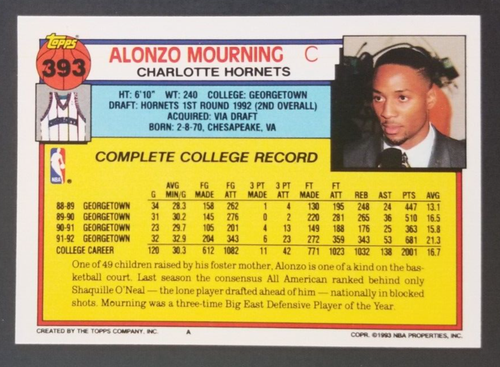 Topps
393
ALONZO MOURNING C
CHARLOTTE HORNETS
HT: 6'10" WT: 240 COLLEGE: GEORGETOWN
DRAFT: HORNETS 1ST ROUND 1992 (2ND OVERALL)
ACQUIRED: VIA DRAFT
BORN: 2-8-70, CHESAPEAKE, VA
NBA
COMPLETE COLLEGE RECORD
AVG FG FG 3 PT 3 PT FT FT
G MIN/G MADE ATT MADE ATT MADE ATT REB AST PTS AVG
88-89 GEORGETOWN 34 28.3 158 262 1 4 130 195 248 24 447 13.1
89-90 GEORGETOWN 31 30.2 145 276 0 2 220 281 265 36 510 16.5
90-91 GEORGETOWN 23 29.7 105 201 4 13 149 188 176 25 363 15.8
91-92 GEORGETOWN 32 32.9 204 343 6 23 272 359 343 53 681 21.3
COLLEGE CAREER 120 30.3 612 1082 11 42 771 1023 1032 138 2001 16.7
One of 49 children raised by his foster mother, Alonzo is one of a kind on the bas-
ketball court. Last season the consensus All American ranked behind only
Shaquille O'Neal — the lone player drafted ahead of him — nationally in blocked
shots. Mourning was a three-time Big East Defensive Player of the Year.
CREATED BY THE TOPPS COMPANY, INC. A COPR. ©1993 NBA PROPERTIES, INC.